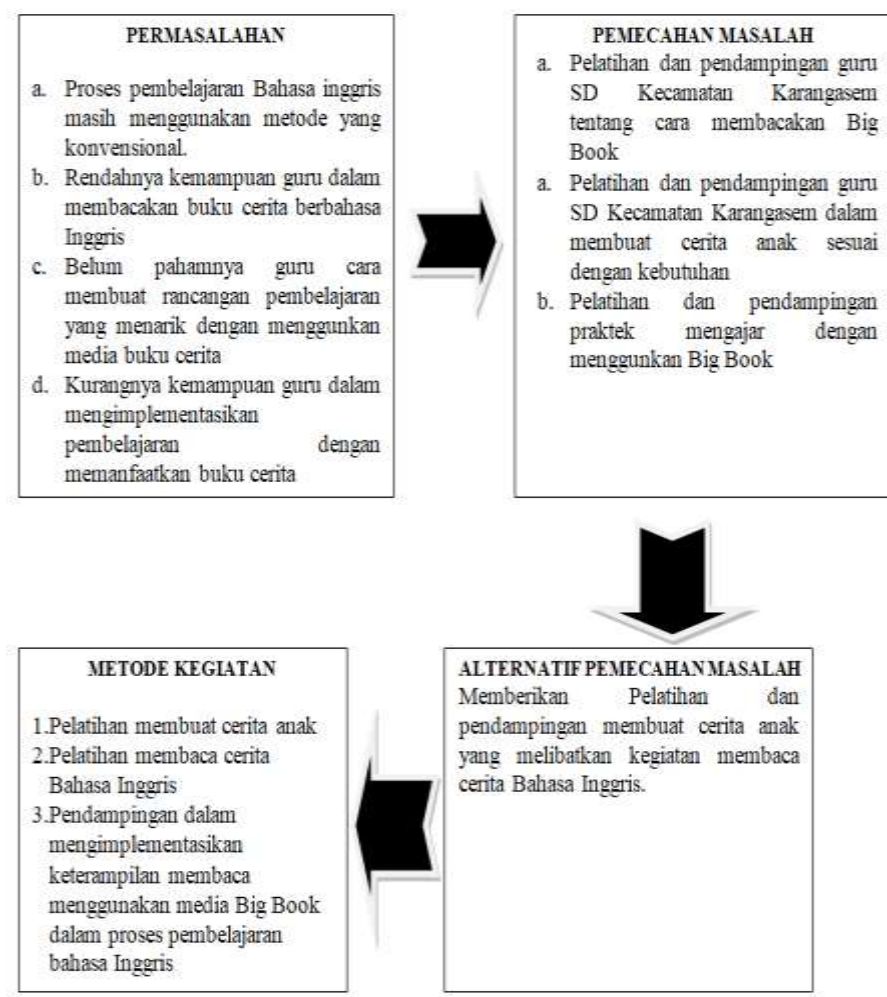 PERMASALAHAN
a. Proses pembelajaran Bahasa inggris
masih menggunakan metode yang
konvensional.
b. Rendahnya kemampuan guru dalam
membacakan buku cerita berbahasa
Inggris
c. Belum pahamnya guru cara
membuat rancangan pembelajaran
yang menarik dengan menggunkan
media buku cerita
d. Kurangnya kemampuan guru dalam
mengimplementasikan
pembelajaran dengan
memanfaatkan buku cerita
PEMECAHAN MASALAH
a. Pelatihan dan pendampingan guru
SD Kecamatan Karangasem
tentang cara membacakan Big
Book
a. Pelatihan dan pendampingan guru
SD Kecamatan Karangasem dalam
membuat cerita anak sesuai
dengan kebutuhan
b. Pelatihan dan pendampingan
praktek mengajar dengan
menggunkan Big Book
ALTERNATIF PEMECAHAN MASALAH
Memberikan Pelatihan dan
pendampingan membuat cerita anak
yang melibatkan kegiatan membaca
cerita Bahasa Inggris.
METODE KEGIATAN
1.Pelatihan membuat cerita anak
2.Pelatihan membaca cerita
Bahasa Inggris
3.Pendampingan dalam
mengimplementasikan
keterampilan membaca
menggunakan media Big Book
dalam proses pembelajaran
bahasa Inggris